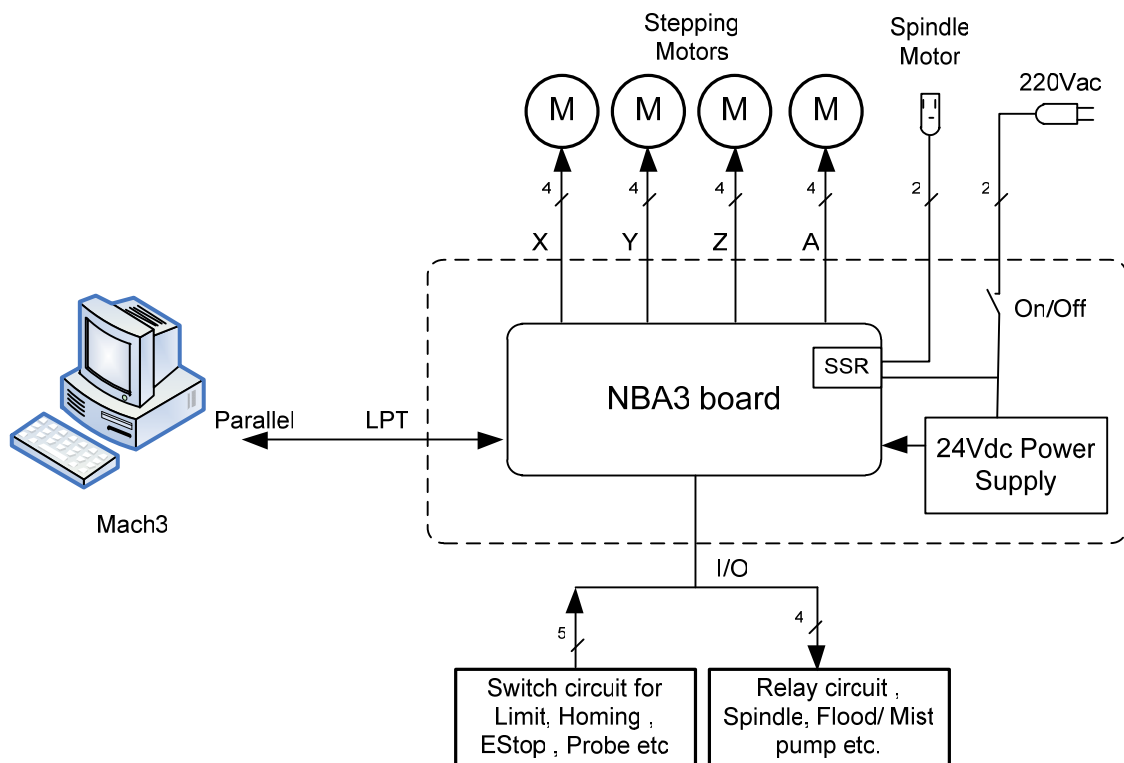 Stepping
Motors
Spindle
Motor
220Vac
M M M M
4 4 4 4 2 2
X Y Z A
On/Off
SSR
NBA3 board
Parallel LPT
24Vdc Power
Supply
Mach3
I/O
5 4
Switch circuit for
Limit, Homing ,
EStop , Probe etc
Relay circuit ,
Spindle, Flood/ Mist
pump etc.